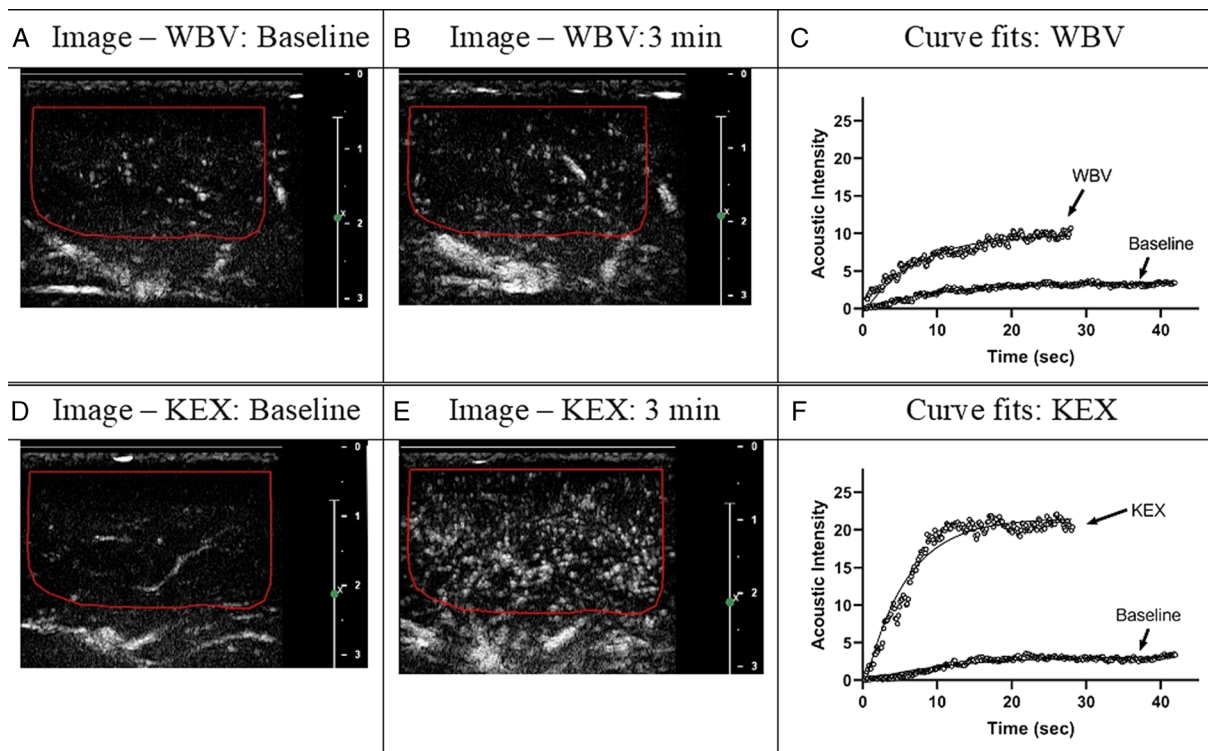 A Image – WBV: Baseline
B Image – WBV:3 min
C Curve fits: WBV
0
1
X
2
3
0
1
X
2
3
Acoustic Intensity
25
20
15
10
5
0
WBV
Baseline
0 10 20 30 40
Time (sec)
D Image – KEX: Baseline
E Image – KEX: 3 min
F Curve fits: KEX
0
1
2
X
3
0
1
X
2
3
Acoustic Intensity
25
20
15
10
5
0
KEX
Baseline
0 10 20 30 40
Time (sec)